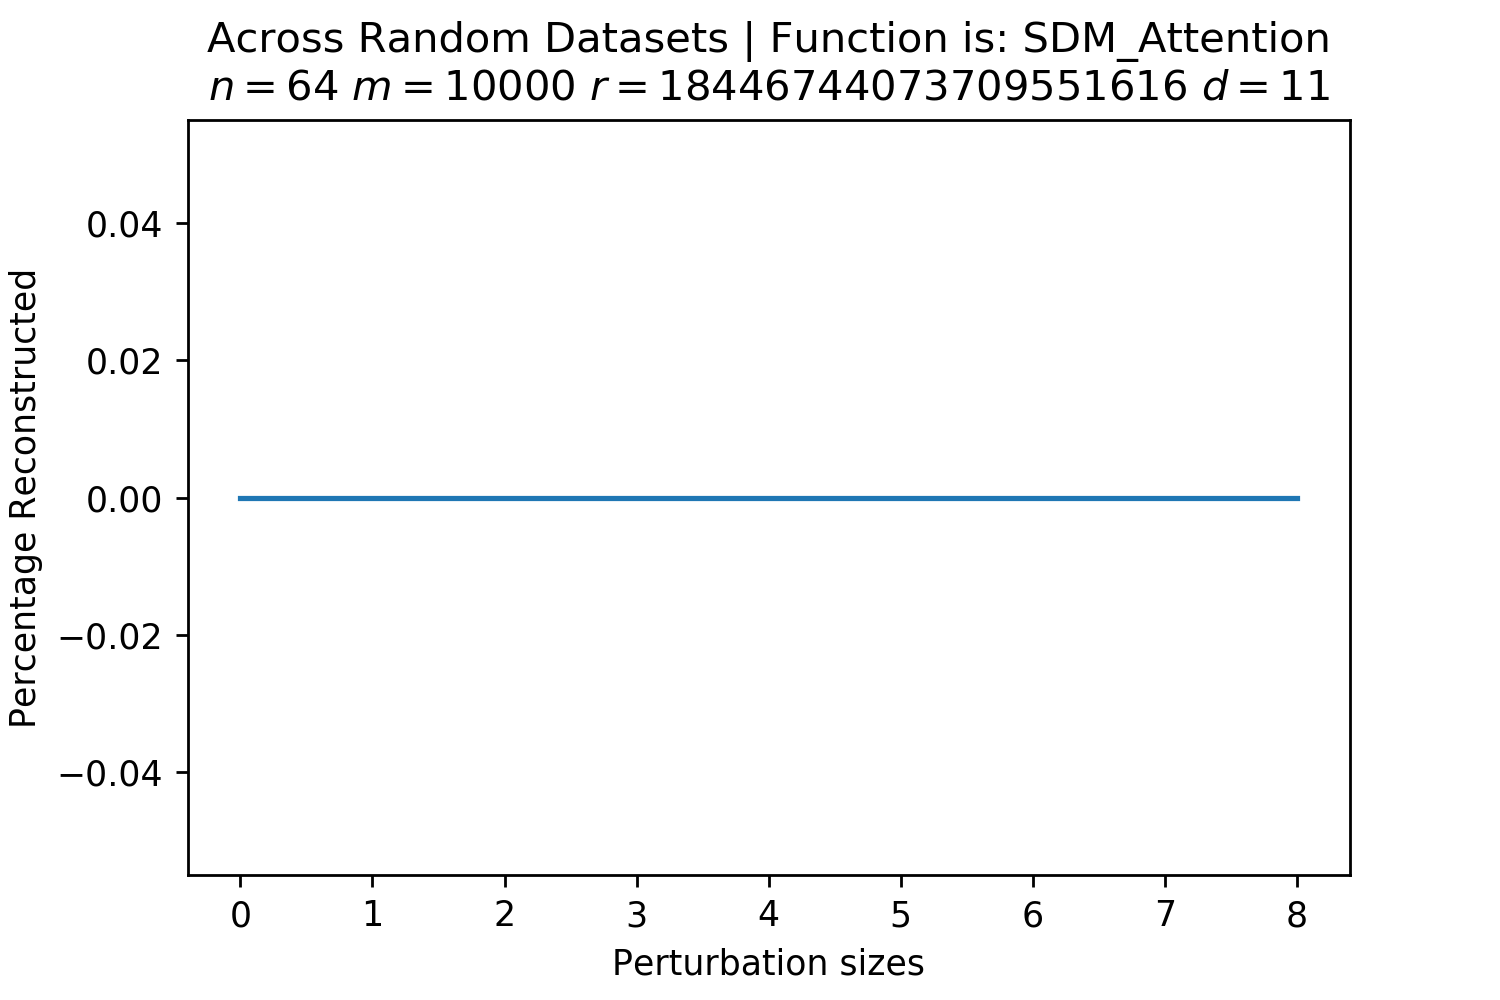 Across Random Datasets | Function is: SDM_Attention
n = 64 m = 10000 r = 18446744073709551616 d = 11
0.04
0.02
0.00
−0.02
−0.04
Percentage Reconstructed
0 1 2 3 4 5 6 7 8
Perturbation sizes